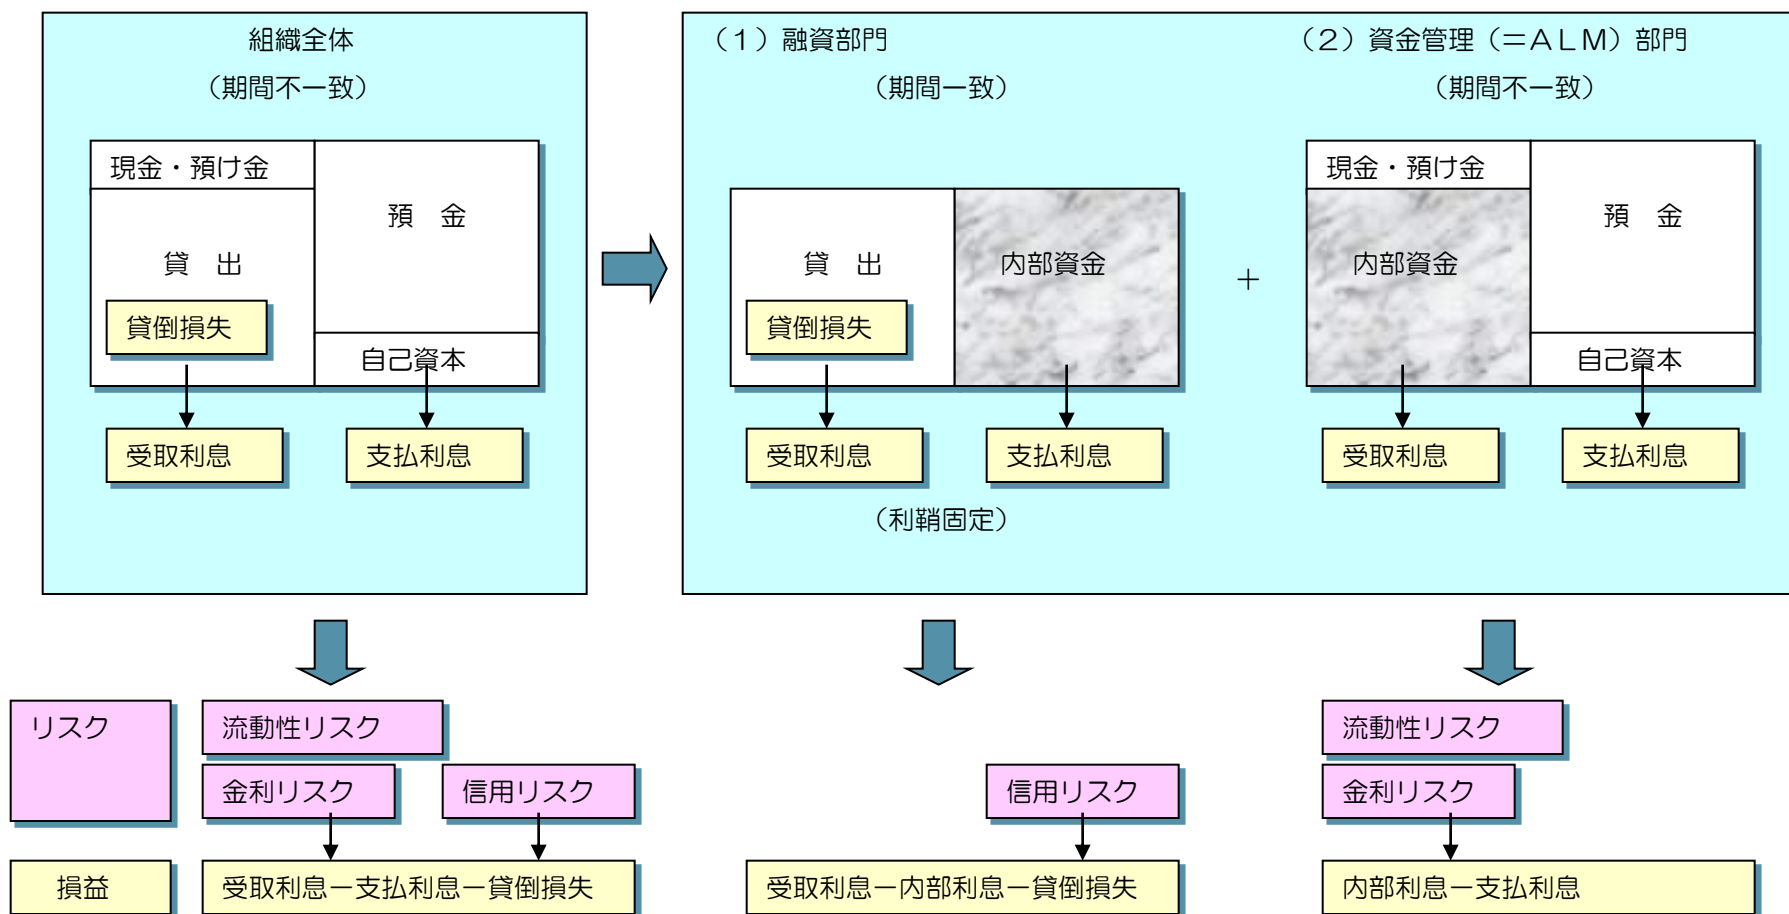 組織全体
（期間不一致）
現金・預け金
預　金
貸　出
貸倒損失
自己資本
受取利息
支払利息
（１）融資部門
（期間一致）
貸　出
内部資金
貸倒損失
受取利息
支払利息
（利鞘固定）
＋
（２）資金管理（＝ＡＬＭ）部門
（期間不一致）
現金・預け金
預　金
内部資金
自己資本
受取利息
支払利息
リスク
流動性リスク
金利リスク
信用リスク
信用リスク
流動性リスク
金利リスク
損益
受取利息－支払利息－貸倒損失
受取利息－内部利息－貸倒損失
内部利息－支払利息